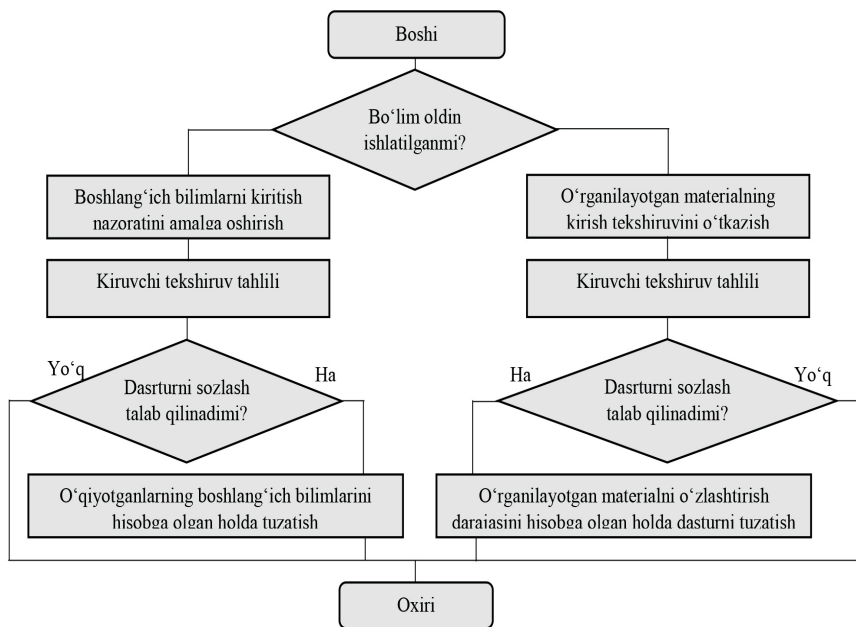 Boshi
Bo‘lim oldin
ishlatilganmi?
Boshlang‘ich bilimlarni kiritish
nazoratini amalga oshirish
O‘rganilayotgan materialning
kirish tekshiruvini o‘tkazish
Kiruvchi tekshiruv tahlili
Kiruvchi tekshiruv tahlili
Yo‘q
Dasrturni sozlash
talab qilinadimi?
Ha
Ha
Dasrturni sozlash
talab qilinadimi?
Yo‘q
O‘qiyotganlarning boshlang‘ich bilimlarini
hisobga olgan holda tuzatish
O‘rganilayotgan materialni o‘zlashtirish
darajasini hisobga olgan holda dasturni tuzatish
Oxiri